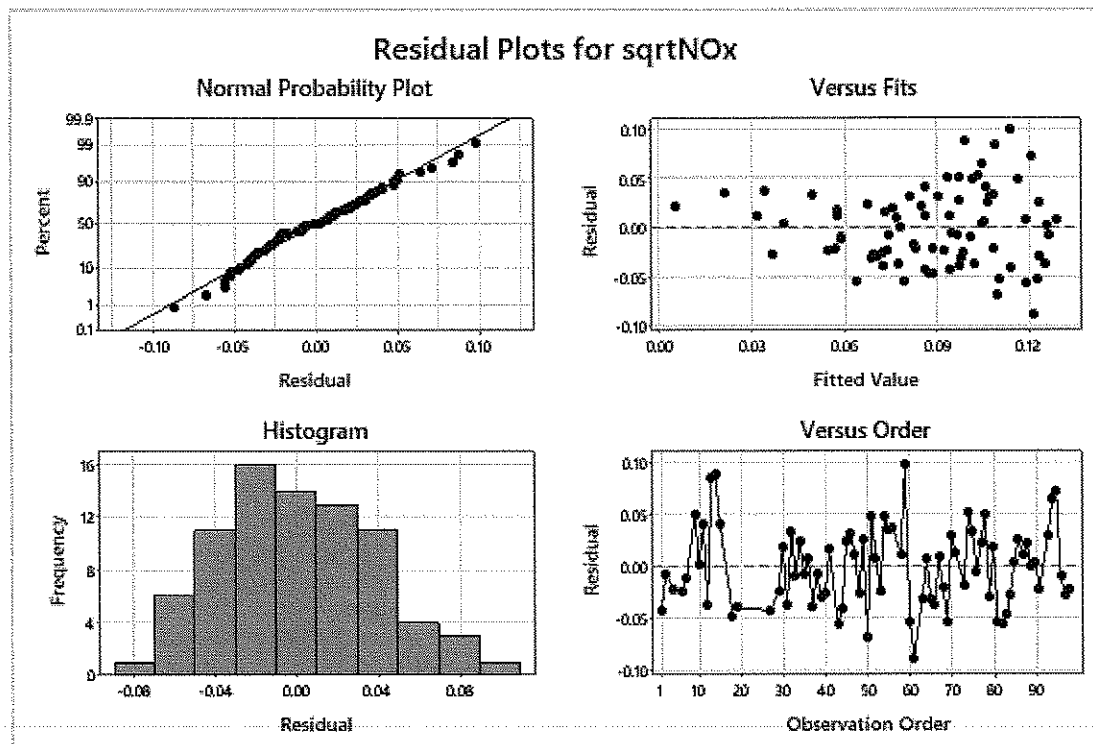 Residual Plots for sqrtNOx
Normal Probability Plot
Percent
99.9
99
90
50
10
1
0.1
-0.10 -0.05 0.00 0.05 0.10
Residual
Versus Fits
Residual
0.10
0.05
0.00
-0.05
-0.10
0.00 0.03 0.06 0.09 0.12
Fitted Value
Histogram
Frequency
16
12
8
4
0
-0.08 -0.04 0.00 0.04 0.08
Residual
Versus Order
Residual
0.10
0.05
0.00
-0.05
-0.10
1 10 20 30 40 50 60 70 80 90
Observation Order